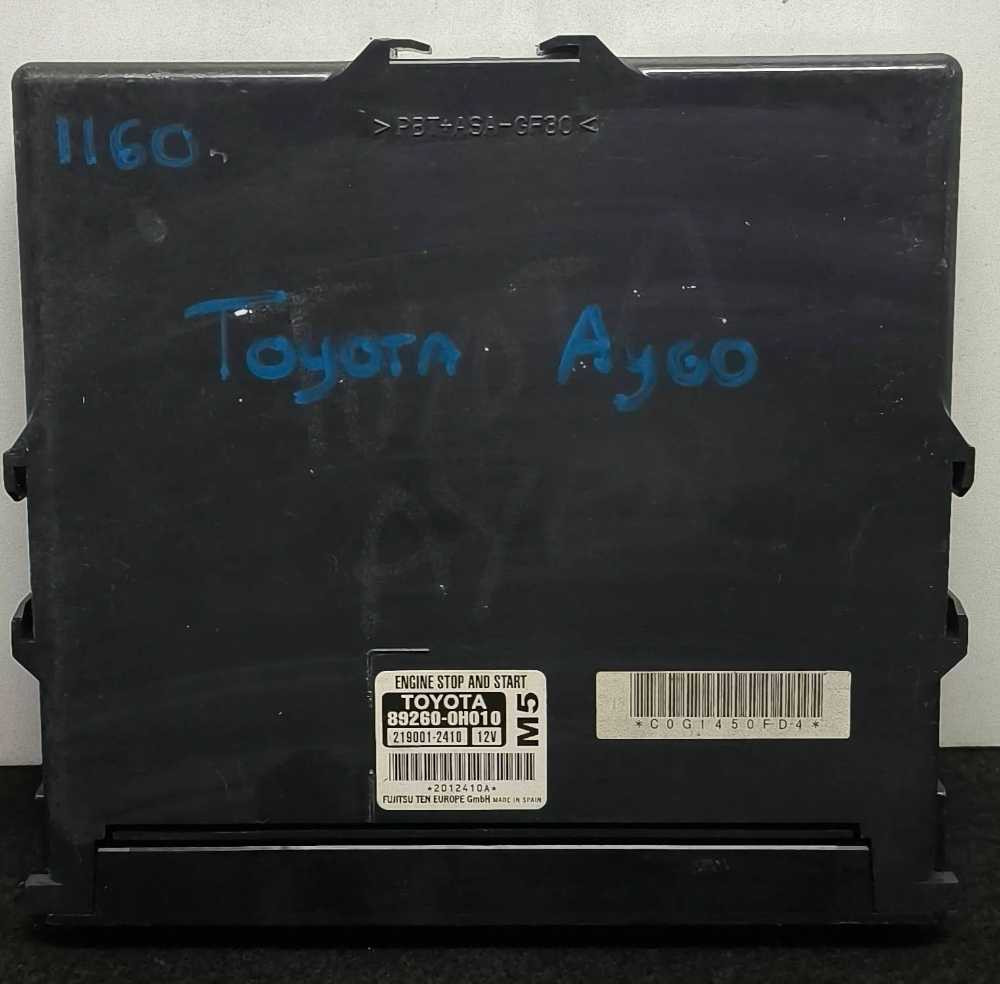 >PBT+ASA-GF30<
1160
TOYOTA AYGO
ENGINE STOP AND START
TOYOTA
89260-0H010
219001-2410 12V
M5
*2012410A*
FUJITSU TEN EUROPE GmbH MADE IN SPAIN
*C0G1450FD4*